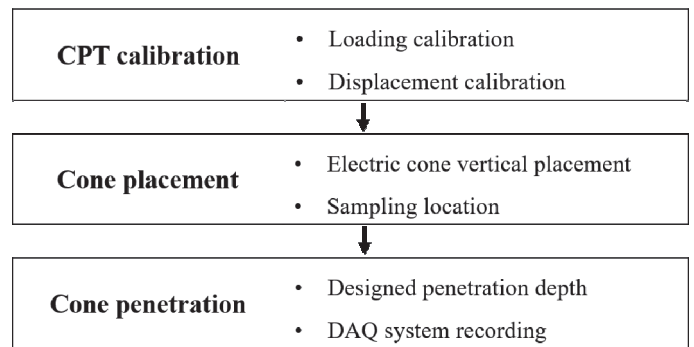 CPT calibration
• Loading calibration
• Displacement calibration
Cone placement
• Electric cone vertical placement
• Sampling location
Cone penetration
• Designed penetration depth
• DAQ system recording